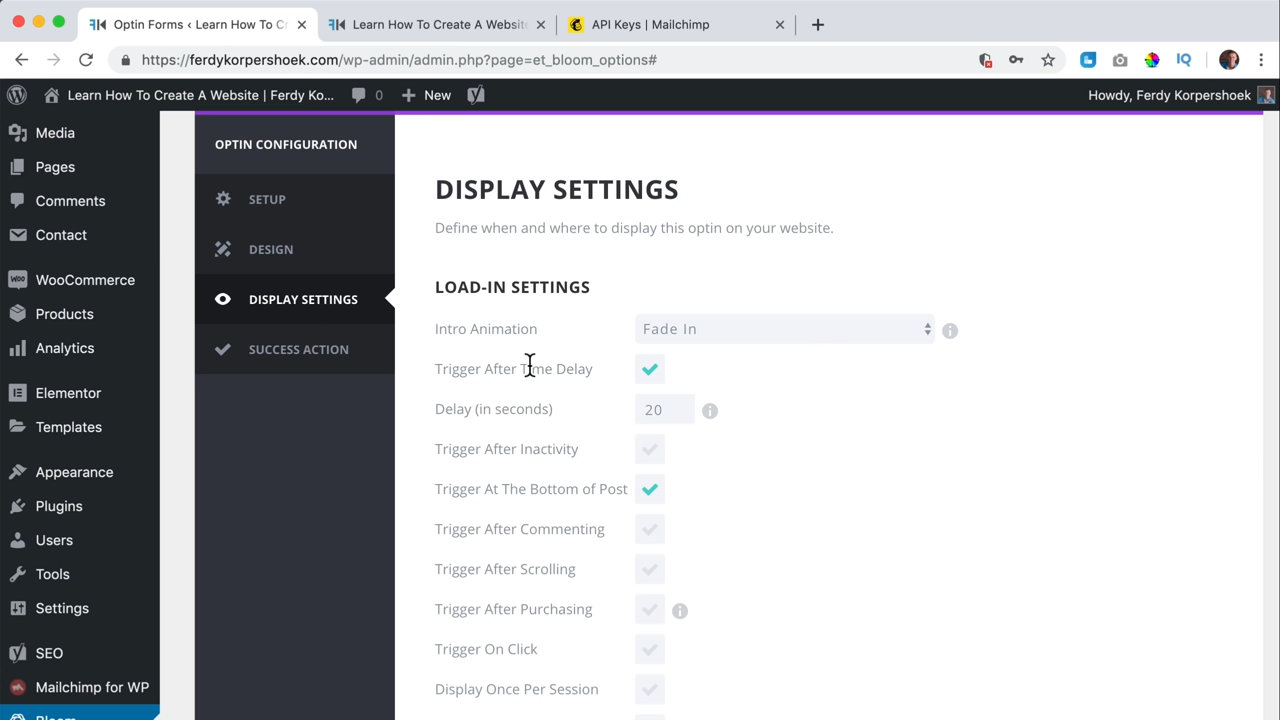 Optin Forms ‹ Learn How To C
Learn How To Create A Website
API Keys | Mailchimp
https://ferdykorpershoek.com/wp-admin/admin.php?page=et_bloom_options#
IQ
Learn How To Create A Website | Ferdy Ko...
0
New
Howdy, Ferdy Korpershoek
Media
Pages
Comments
Contact
WooCommerce
Products
Analytics
Elementor
Templates
Appearance
Plugins
Users
Tools
Settings
SEO
Mailchimp for WP
Bloom
OPTIN CONFIGURATION
SETUP
DESIGN
DISPLAY SETTINGS
SUCCESS ACTION
DISPLAY SETTINGS
Define when and where to display this optin on your website.
LOAD-IN SETTINGS
Intro Animation
Fade In
Trigger After Time Delay
Delay (in seconds)
20
Trigger After Inactivity
Trigger At The Bottom of Post
Trigger After Commenting
Trigger After Scrolling
Trigger After Purchasing
Trigger On Click
Display Once Per Session